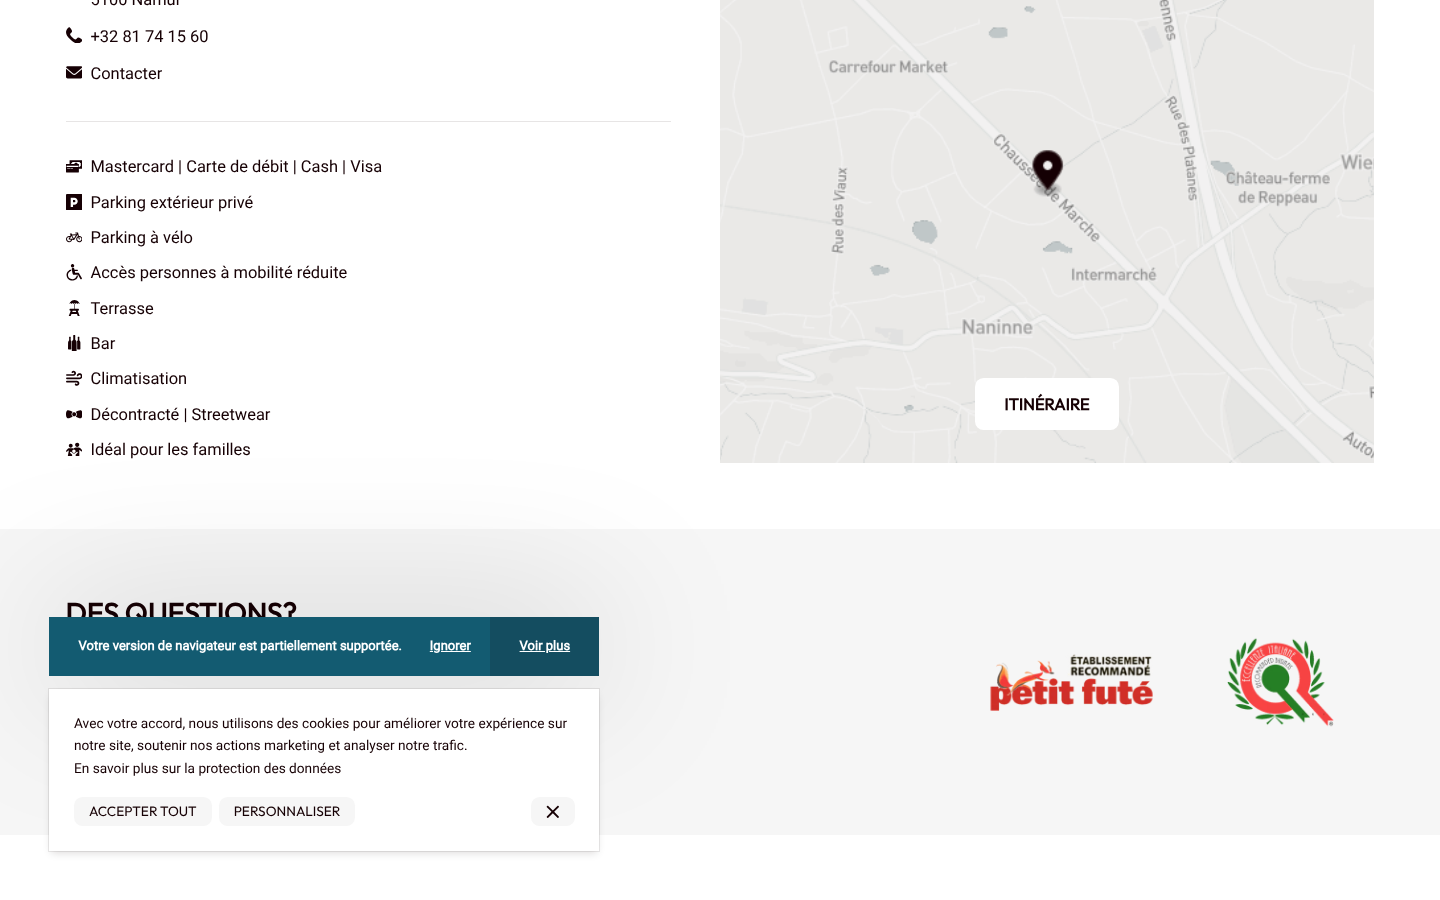 5100 Namur
+32 81 74 15 60
Contacter
Mastercard | Carte de débit | Cash | Visa
Parking extérieur privé
Parking à vélo
Accès personnes à mobilité réduite
Terrasse
Bar
Climatisation
Décontracté | Streetwear
Idéal pour les familles
Carrefour Market
Rue des Platanes
Chaussée de Marche
Wie
Château-ferme
de Reppeau
Rue des Viaux
Intermarché
Naninne
ITINÉRAIRE
DES QUESTIONS?
Votre version de navigateur est partiellement supportée. Ignorer Voir plus
Avec votre accord, nous utilisons des cookies pour améliorer votre expérience sur
notre site, soutenir nos actions marketing et analyser notre trafic.
En savoir plus sur la protection des données
ACCEPTER TOUT PERSONNALISER
ÉTABLISSEMENT
RECOMMANDÉ
petit futé